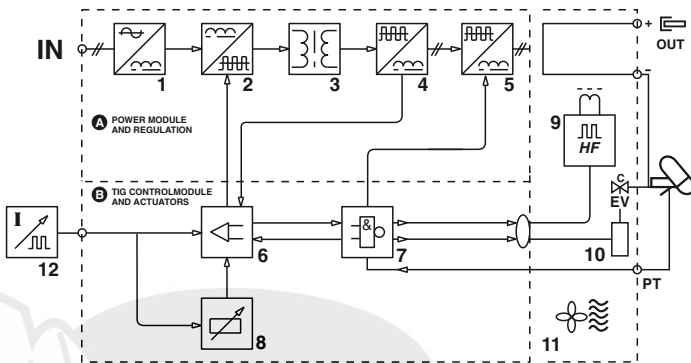 IN
1
2
3
4
5
+
OUT
-
A POWER MODULE
AND REGULATION
9
HF
B TIG CONTROLMODULE
AND ACTUATORS
C
EV
I
&
12
6
7
10
PT
8
11